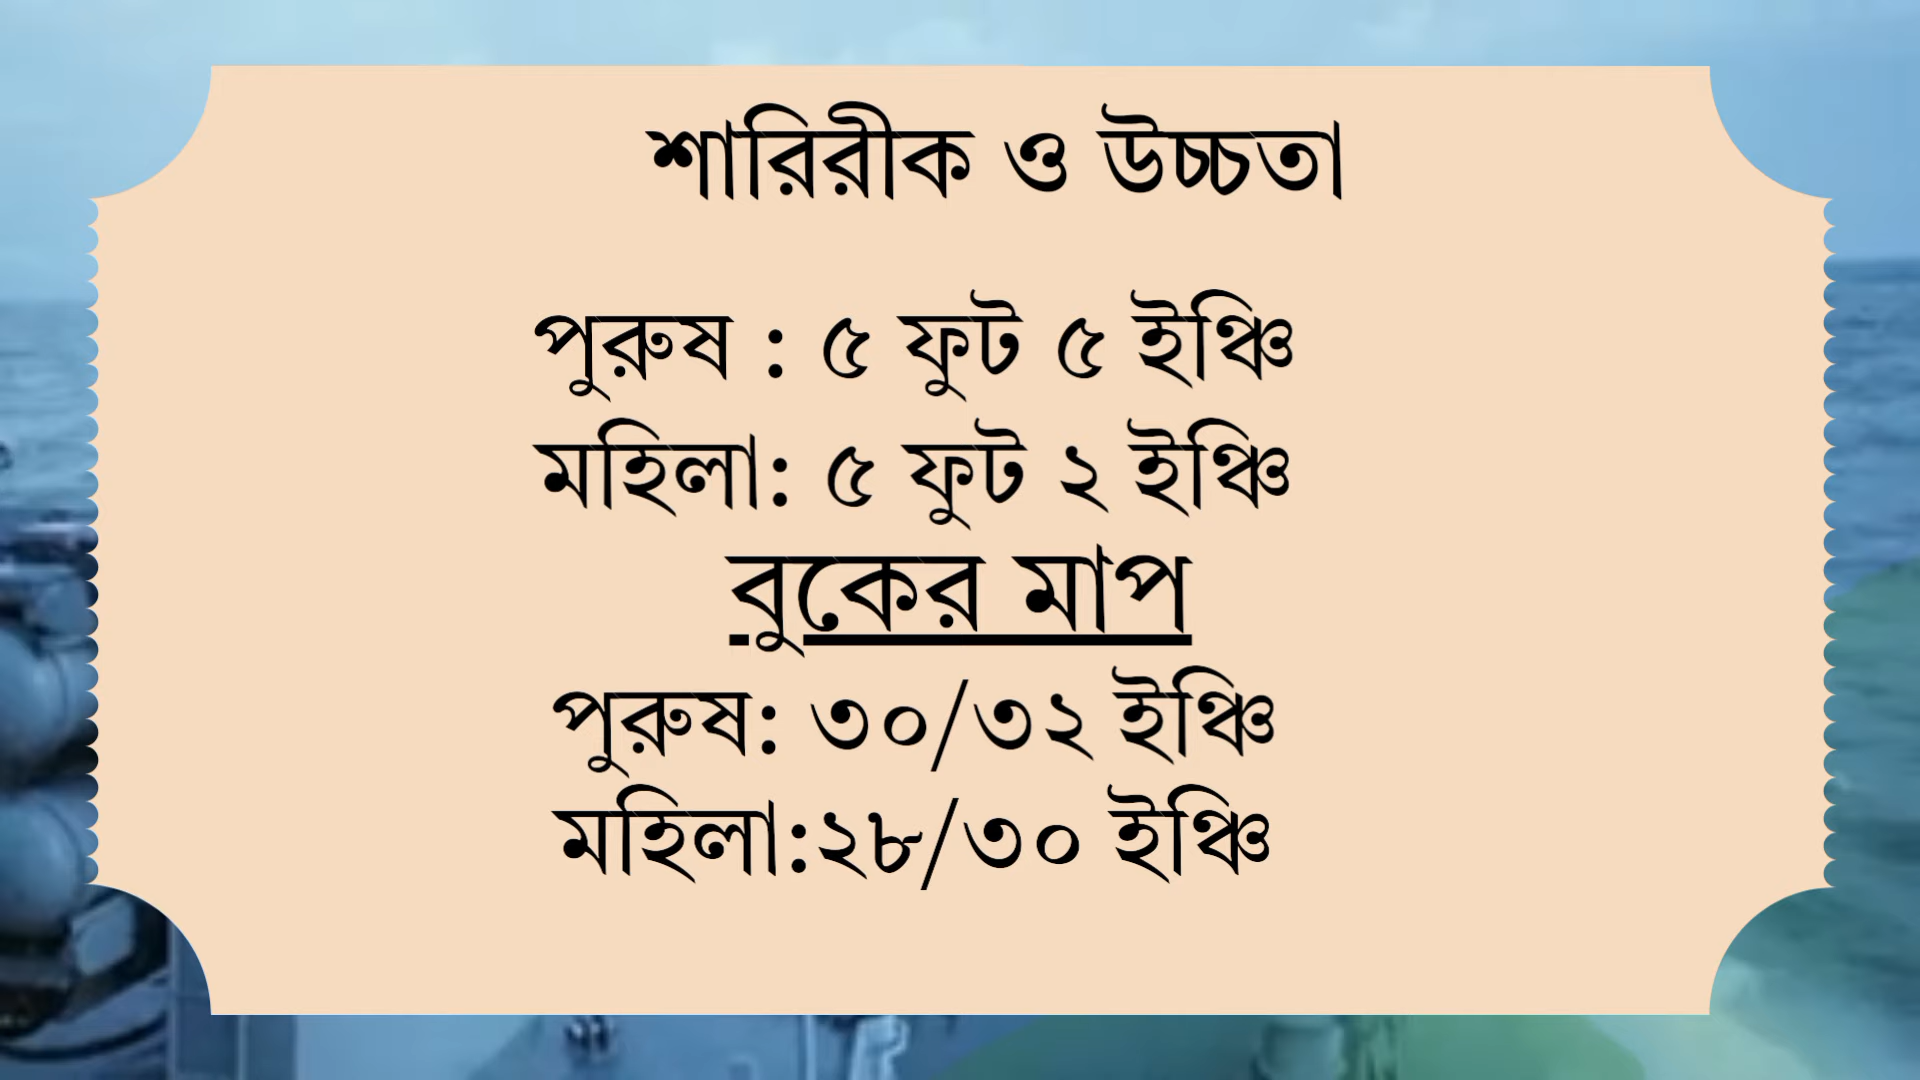 শারিরীক ও উচ্চতা
পুরুষ : ৫ ফুট ৫ ইঞ্চি
মহিলা: ৫ ফুট ২ ইঞ্চি
বুকের মাপ
পুরুষ: ৩০/৩২ ইঞ্চি
মহিলা:২৮/৩০ ইঞ্চি